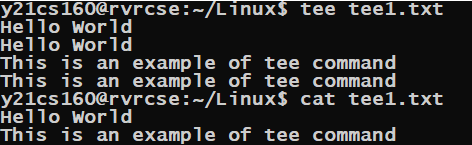 y21cs160@rvrcse:~/Linux$ tee tee1.txt
Hello World
Hello World
This is an example of tee command
This is an example of tee command
y21cs160@rvrcse:~/Linux$ cat tee1.txt
Hello World
This is an example of tee command